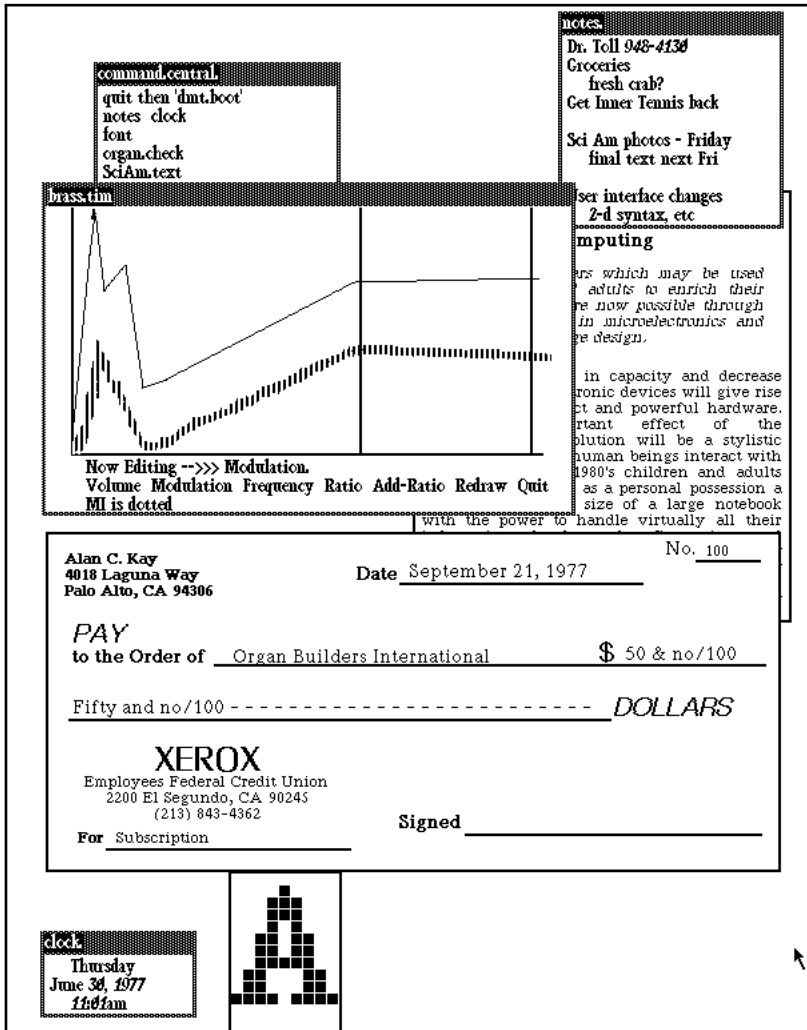 notes.
Dr. Toll 948-4130
Groceries
fresh crab?
Get Inner Tennis back
Sci Am photos - Friday
final text next Fri
User interface changes
2-d syntax, etc
command.central.
quit then 'dmt.boot'
notes clock
font
organ.check
SciAm.text
brass.tim
Now Editing -->>> Modulation.
Volume Modulation Frequency Ratio Add-Ratio Redraw Quit
MI is dotted
which may be used
adults to enrich their
now possible through
in microelectronics and
design.
in capacity and decrease
devices will give rise
and powerful hardware.
effect of the
will be a stylistic
human beings interact with
1980's children and adults
as a personal possession a
size of a large notebook
with the power to handle virtually all their
Alan C. Kay
4018 Laguna Way
Palo Alto, CA 94306
No. 100
Date September 21, 1977
PAY
to the Order of Organ Builders International $ 50 & no/100
Fifty and no/100 - - - - - - - - - - - - - - - - - - - - - - - - - DOLLARS
XEROX
Employees Federal Credit Union
2200 El Segundo, CA 90245
(213) 843-4362
For Subscription
Signed
A
clock.
Thursday
June 30, 1977
11:01am